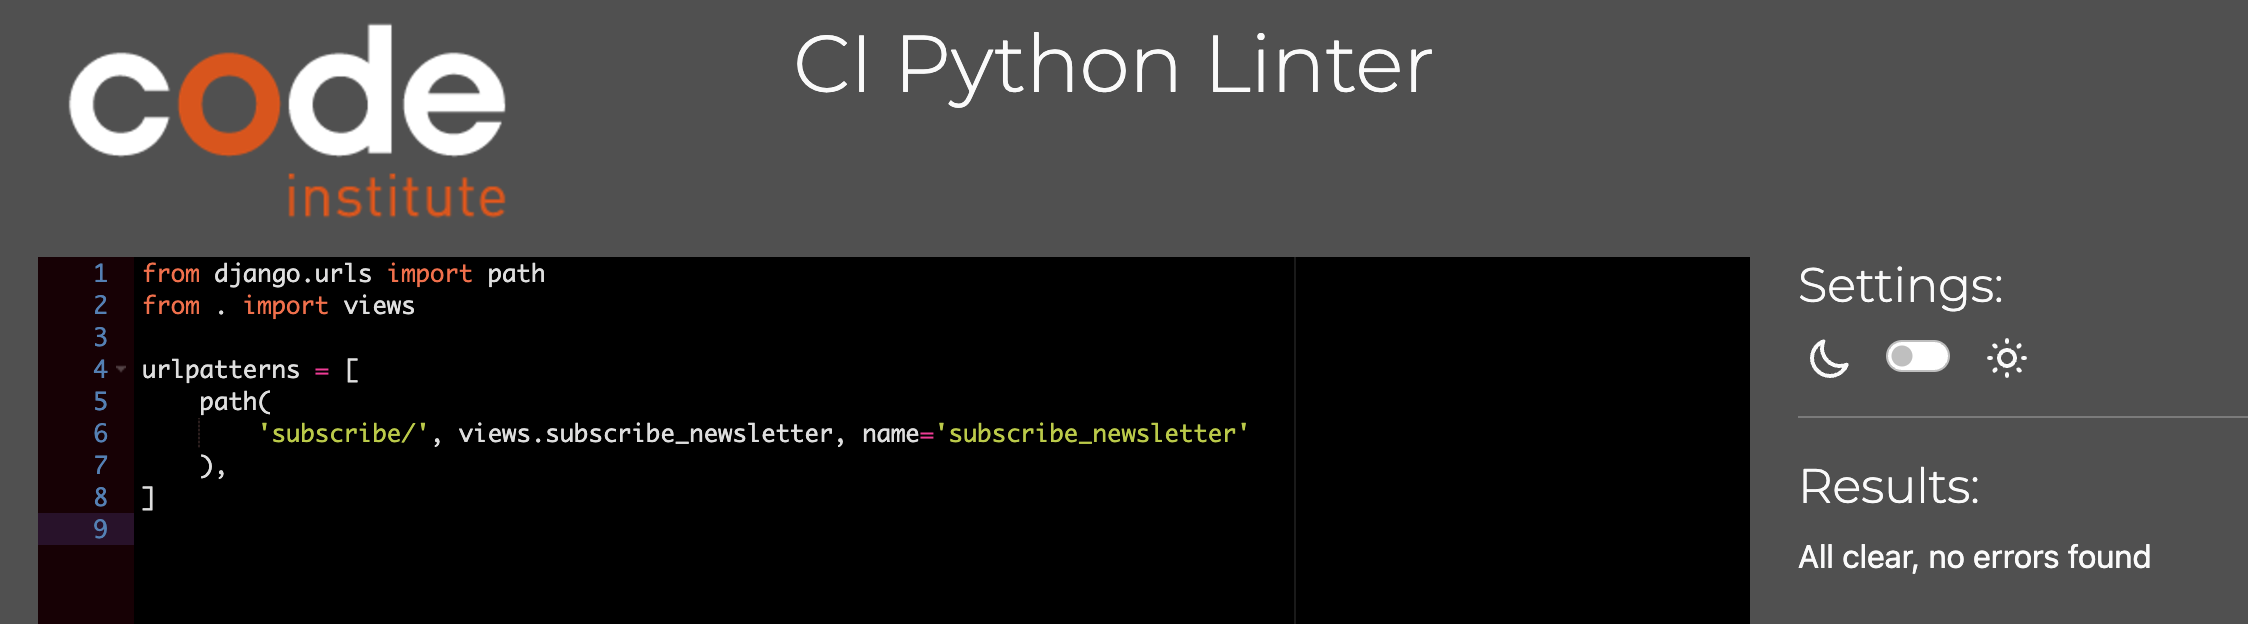 code
institute
CI Python Linter
1 from django.urls import path
2 from . import views
3
4 urlpatterns = [
5     path(
6         'subscribe/', views.subscribe_newsletter, name='subscribe_newsletter'
7     ),
8 ]
9
Settings:
Results:
All clear, no errors found